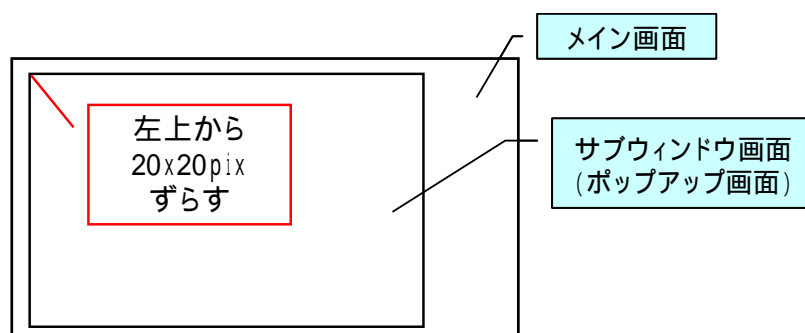 メイン画面
左上から
20x20pix
ずらす
サブウィンドウ画面
(ポップアップ画面)